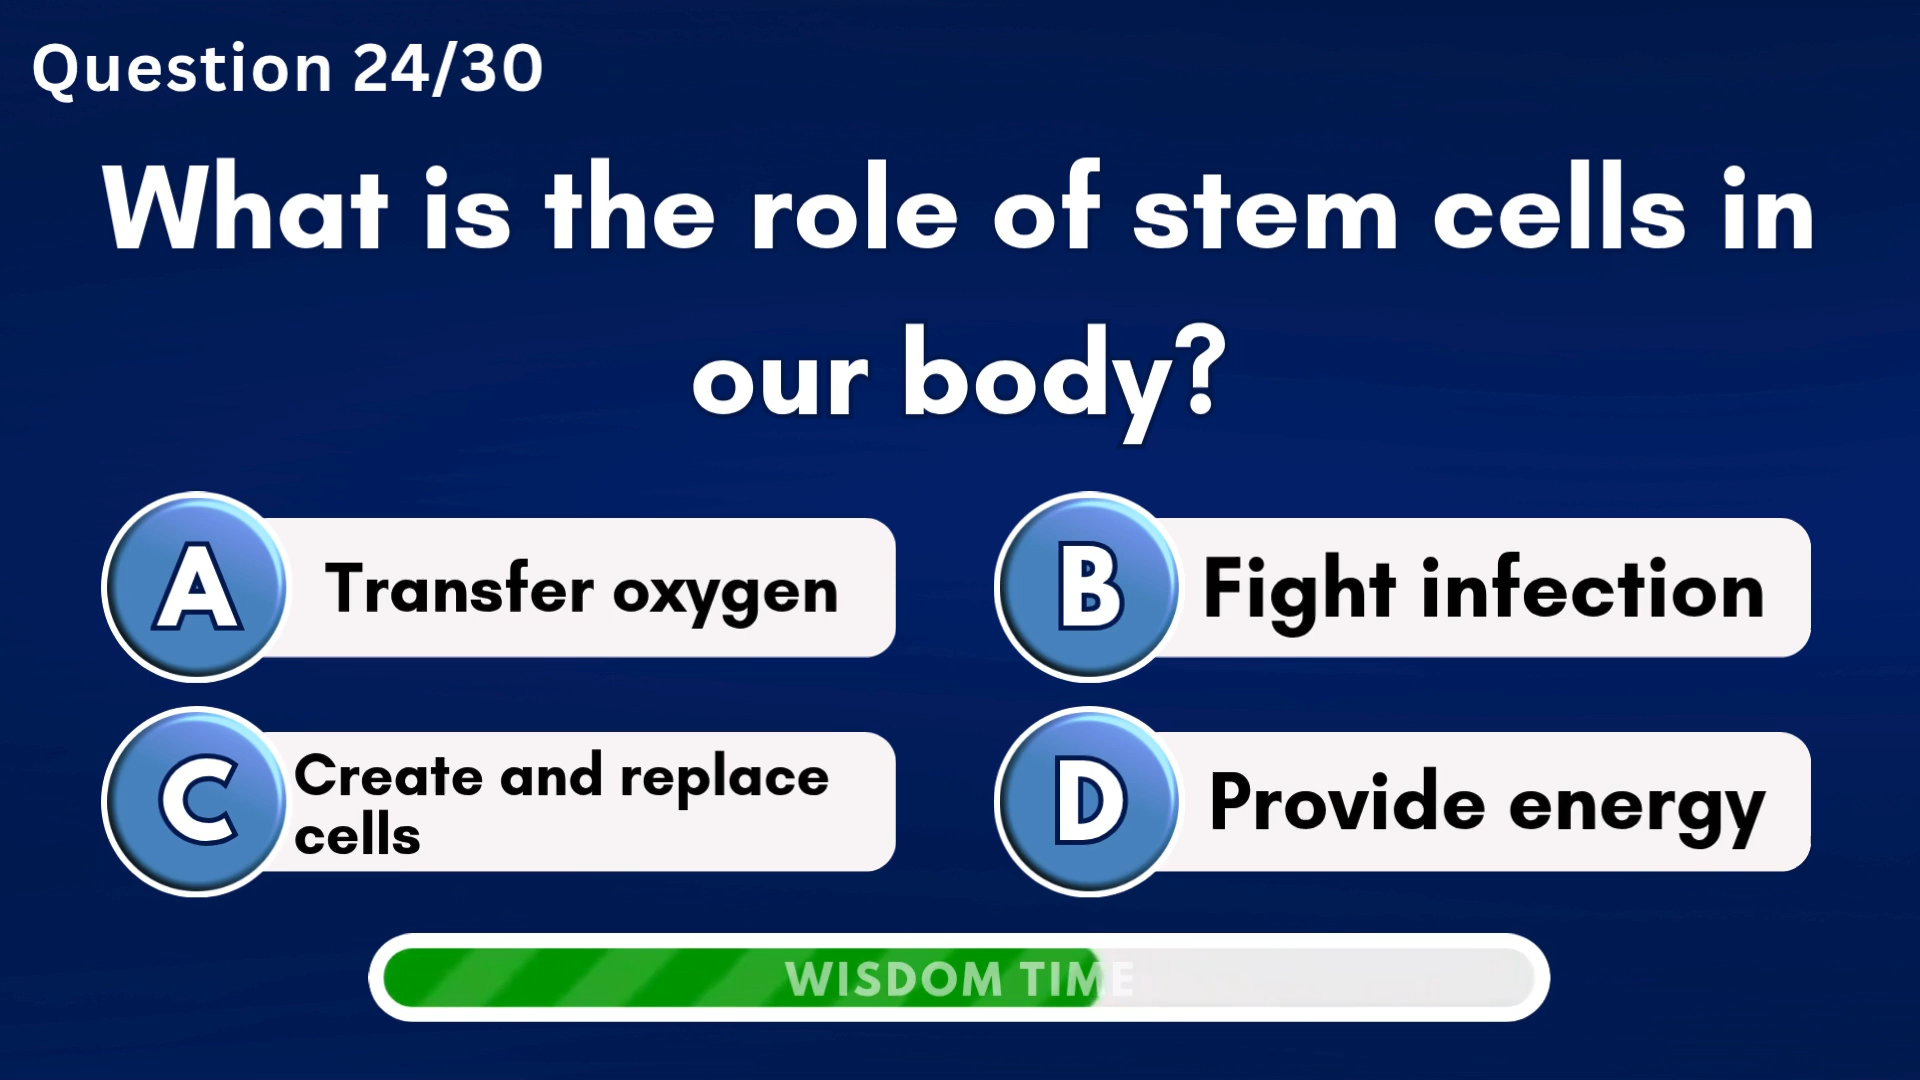 Question 24/30
What is the role of stem cells in
our body?
A Transfer oxygen
B Fight infection
C Create and replace
cells
D Provide energy
WISDOM TIME